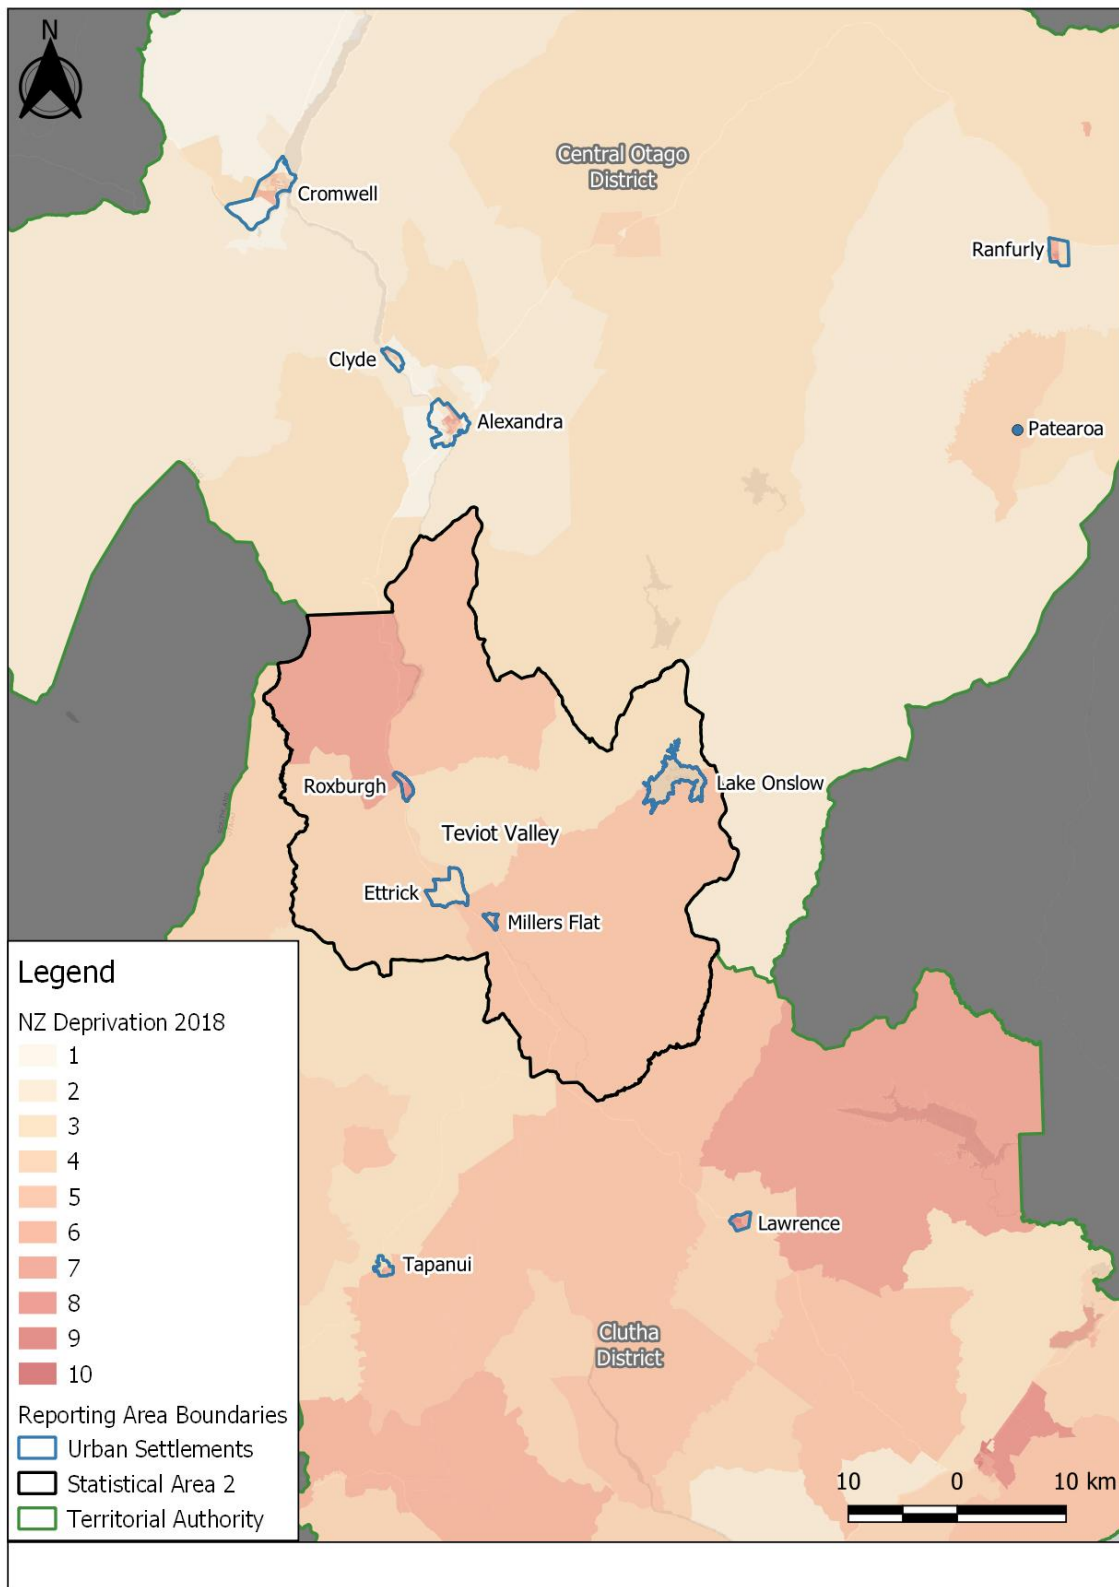 N
Central Otago
District
Cromwell
Ranfurly
Clyde
Alexandra
Patearoa
Roxburgh
Lake Onslow
Teviot Valley
Ettrick
Millers Flat
Legend
NZ Deprivation 2018
1
2
3
4
5
6
7
8
9
10
Reporting Area Boundaries
Urban Settlements
Statistical Area 2
Territorial Authority
Lawrence
Tapanui
Clutha
District
10 0 10 km